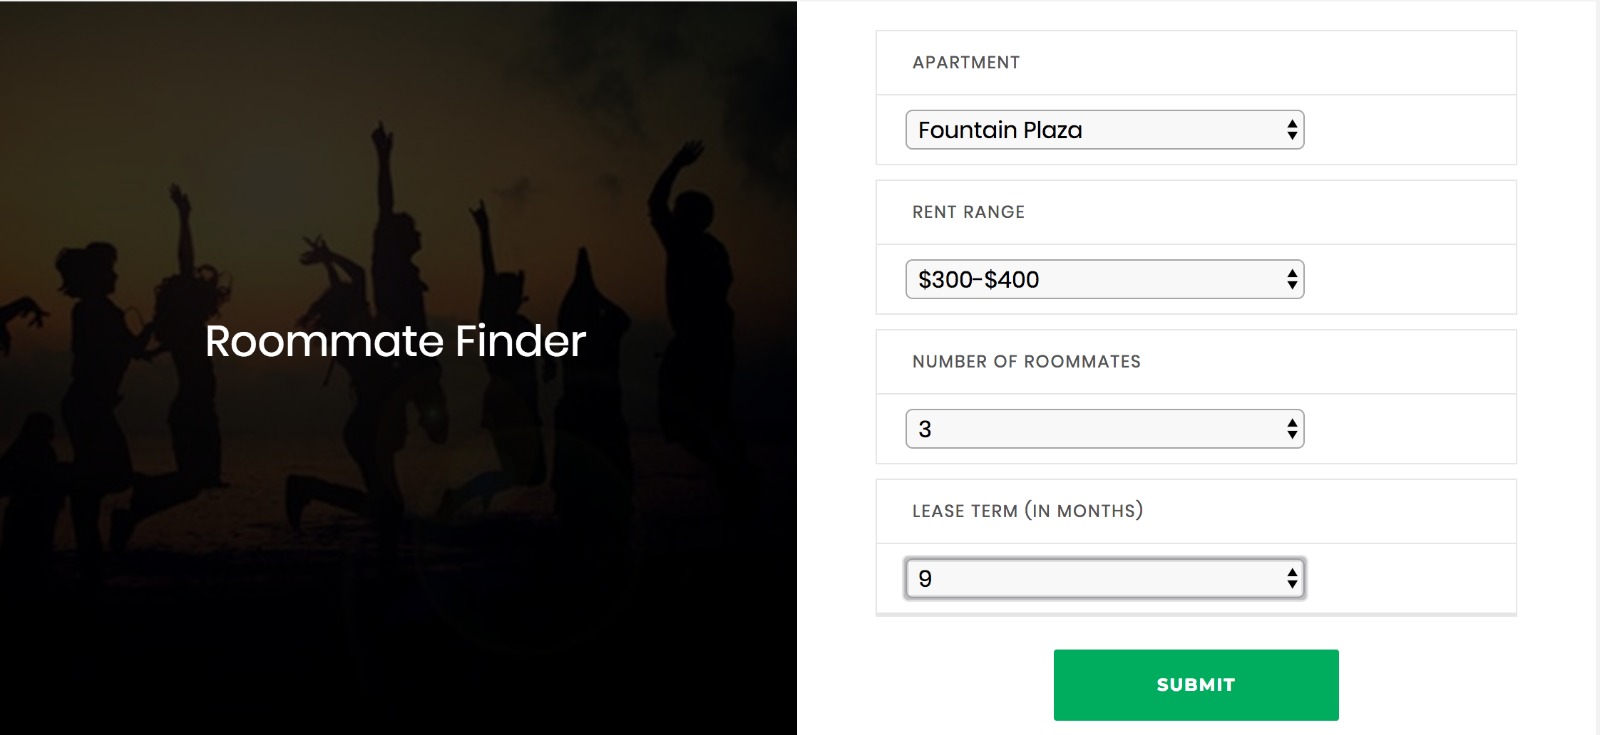 Roommate Finder
APARTMENT
Fountain Plaza
RENT RANGE
$300-$400
NUMBER OF ROOMMATES
3
LEASE TERM (IN MONTHS)
9
SUBMIT